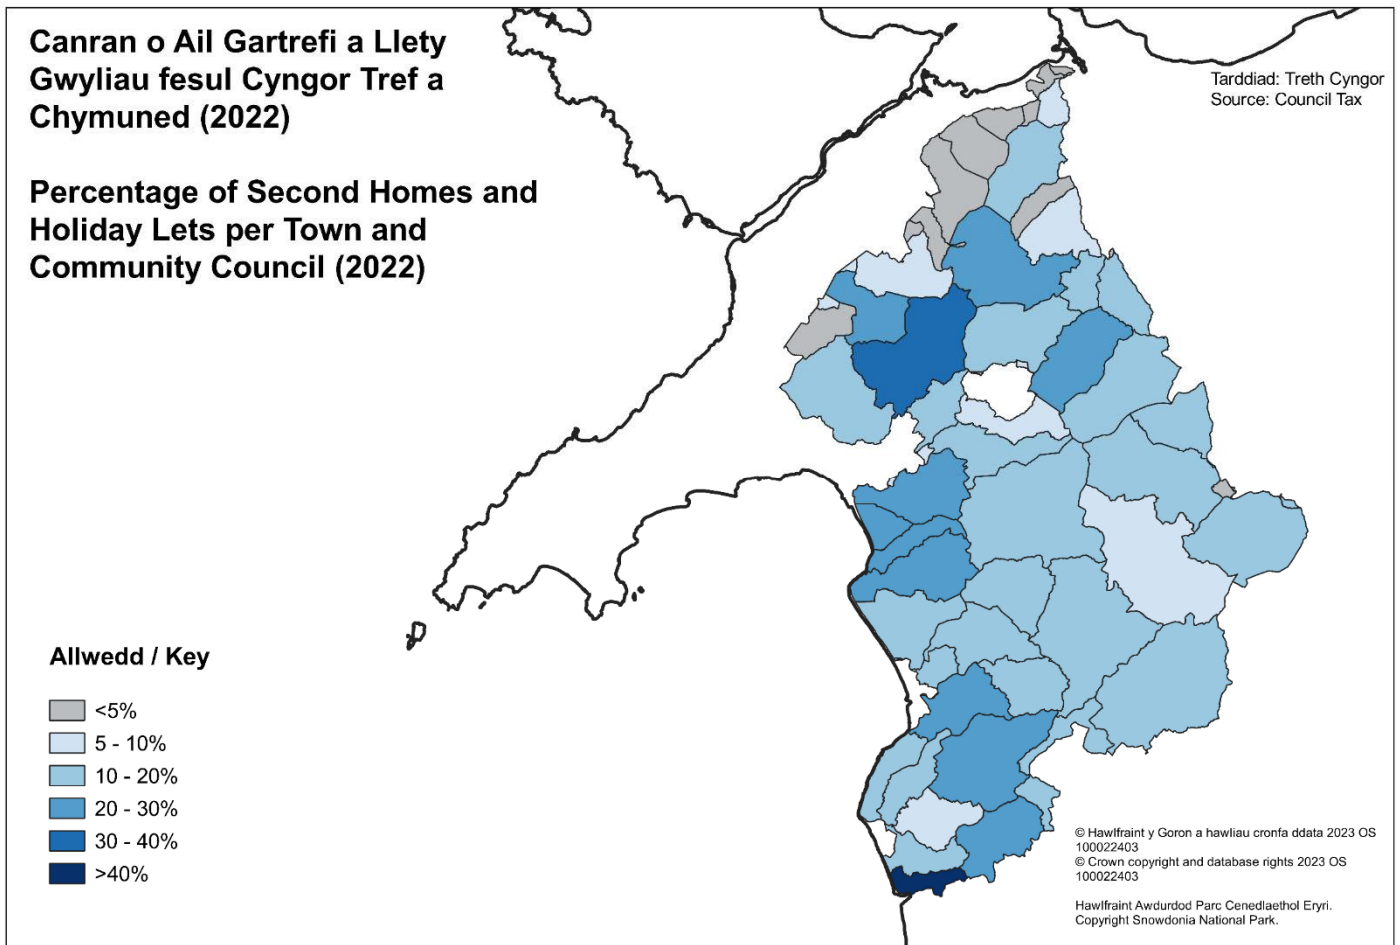 Canran o Ail Gartrefi a Llety
Gwyliau fesul Cyngor Tref a
Chymuned (2022)
Percentage of Second Homes and
Holiday Lets per Town and
Community Council (2022)
Tarddiad: Treth Cyngor
Source: Council Tax
Allwedd / Key
<5%
5 - 10%
10 - 20%
20 - 30%
30 - 40%
>40%
© Hawlfraint y Goron a hawliau cronfa ddata 2023 OS
100022403
© Crown copyright and database rights 2023 OS
100022403
Hawlfraint Awdurdod Parc Cenedlaethol Eryri.
Copyright Snowdonia National Park.